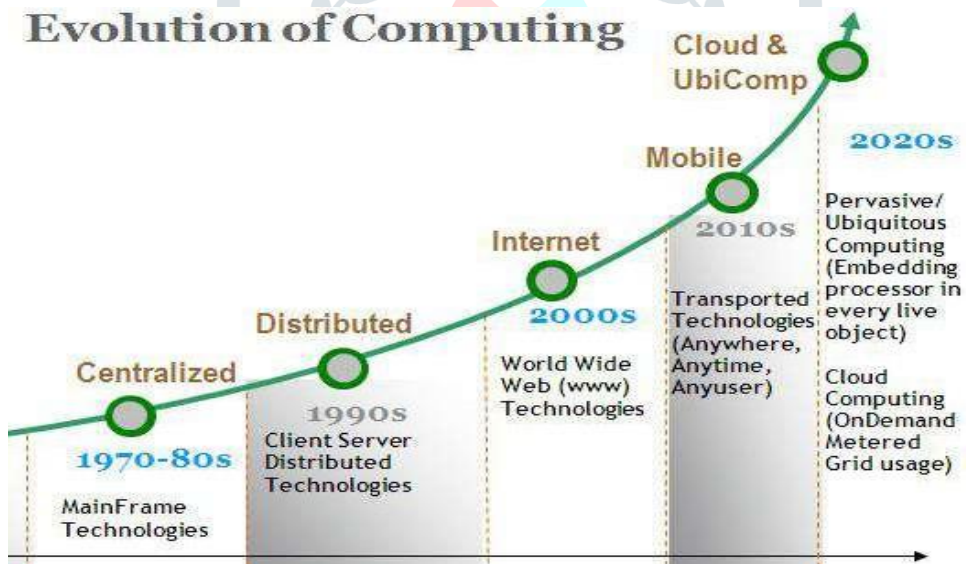 Evolution of Computing
Centralized
1970-80s
MainFrame
Technologies
Distributed
1990s
Client Server
Distributed
Technologies
Internet
2000s
World Wide
Web (www)
Technologies
Mobile
2010s
Transported
Technologies
(Anywhere,
Anytime,
Anyuser)
Cloud &
UbiComp
2020s
Pervasive/
Ubiquitous
Computing
(Embedding
processor in
every live
object)
Cloud
Computing
(OnDemand
Metered
Grid usage)